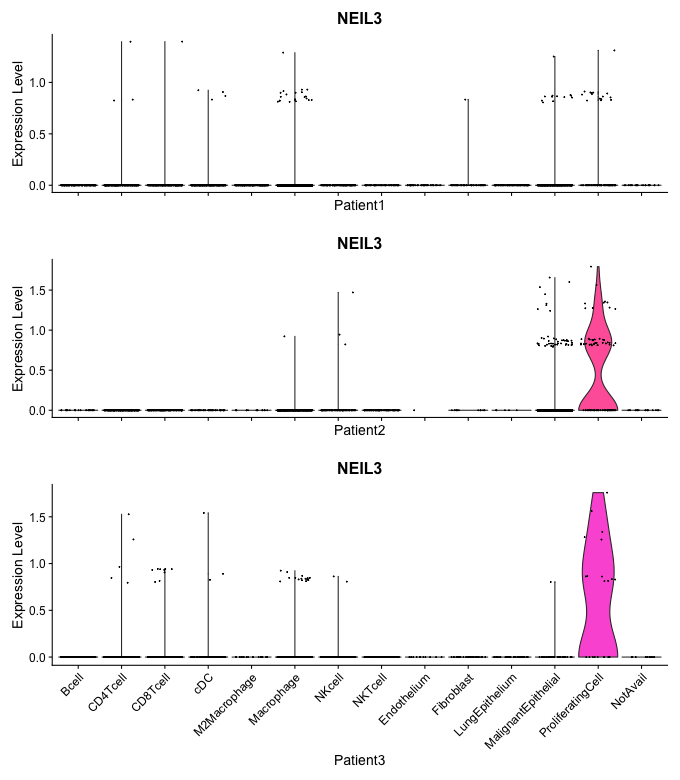 NEIL3
Expression Level
1.0
0.5
0.0
Patient1
NEIL3
Expression Level
1.5
1.0
0.5
0.0
Patient2
NEIL3
Expression Level
1.5
1.0
0.5
0.0
Bcell
CD4Tcell
CD8Tcell
cDC
M2Macrophage
Macrophage
NKcell
NKTcell
Endothelium
Fibroblast
LungEpithelium
MalignantEpithelial
ProliferatingCell
NotAvail
Patient3